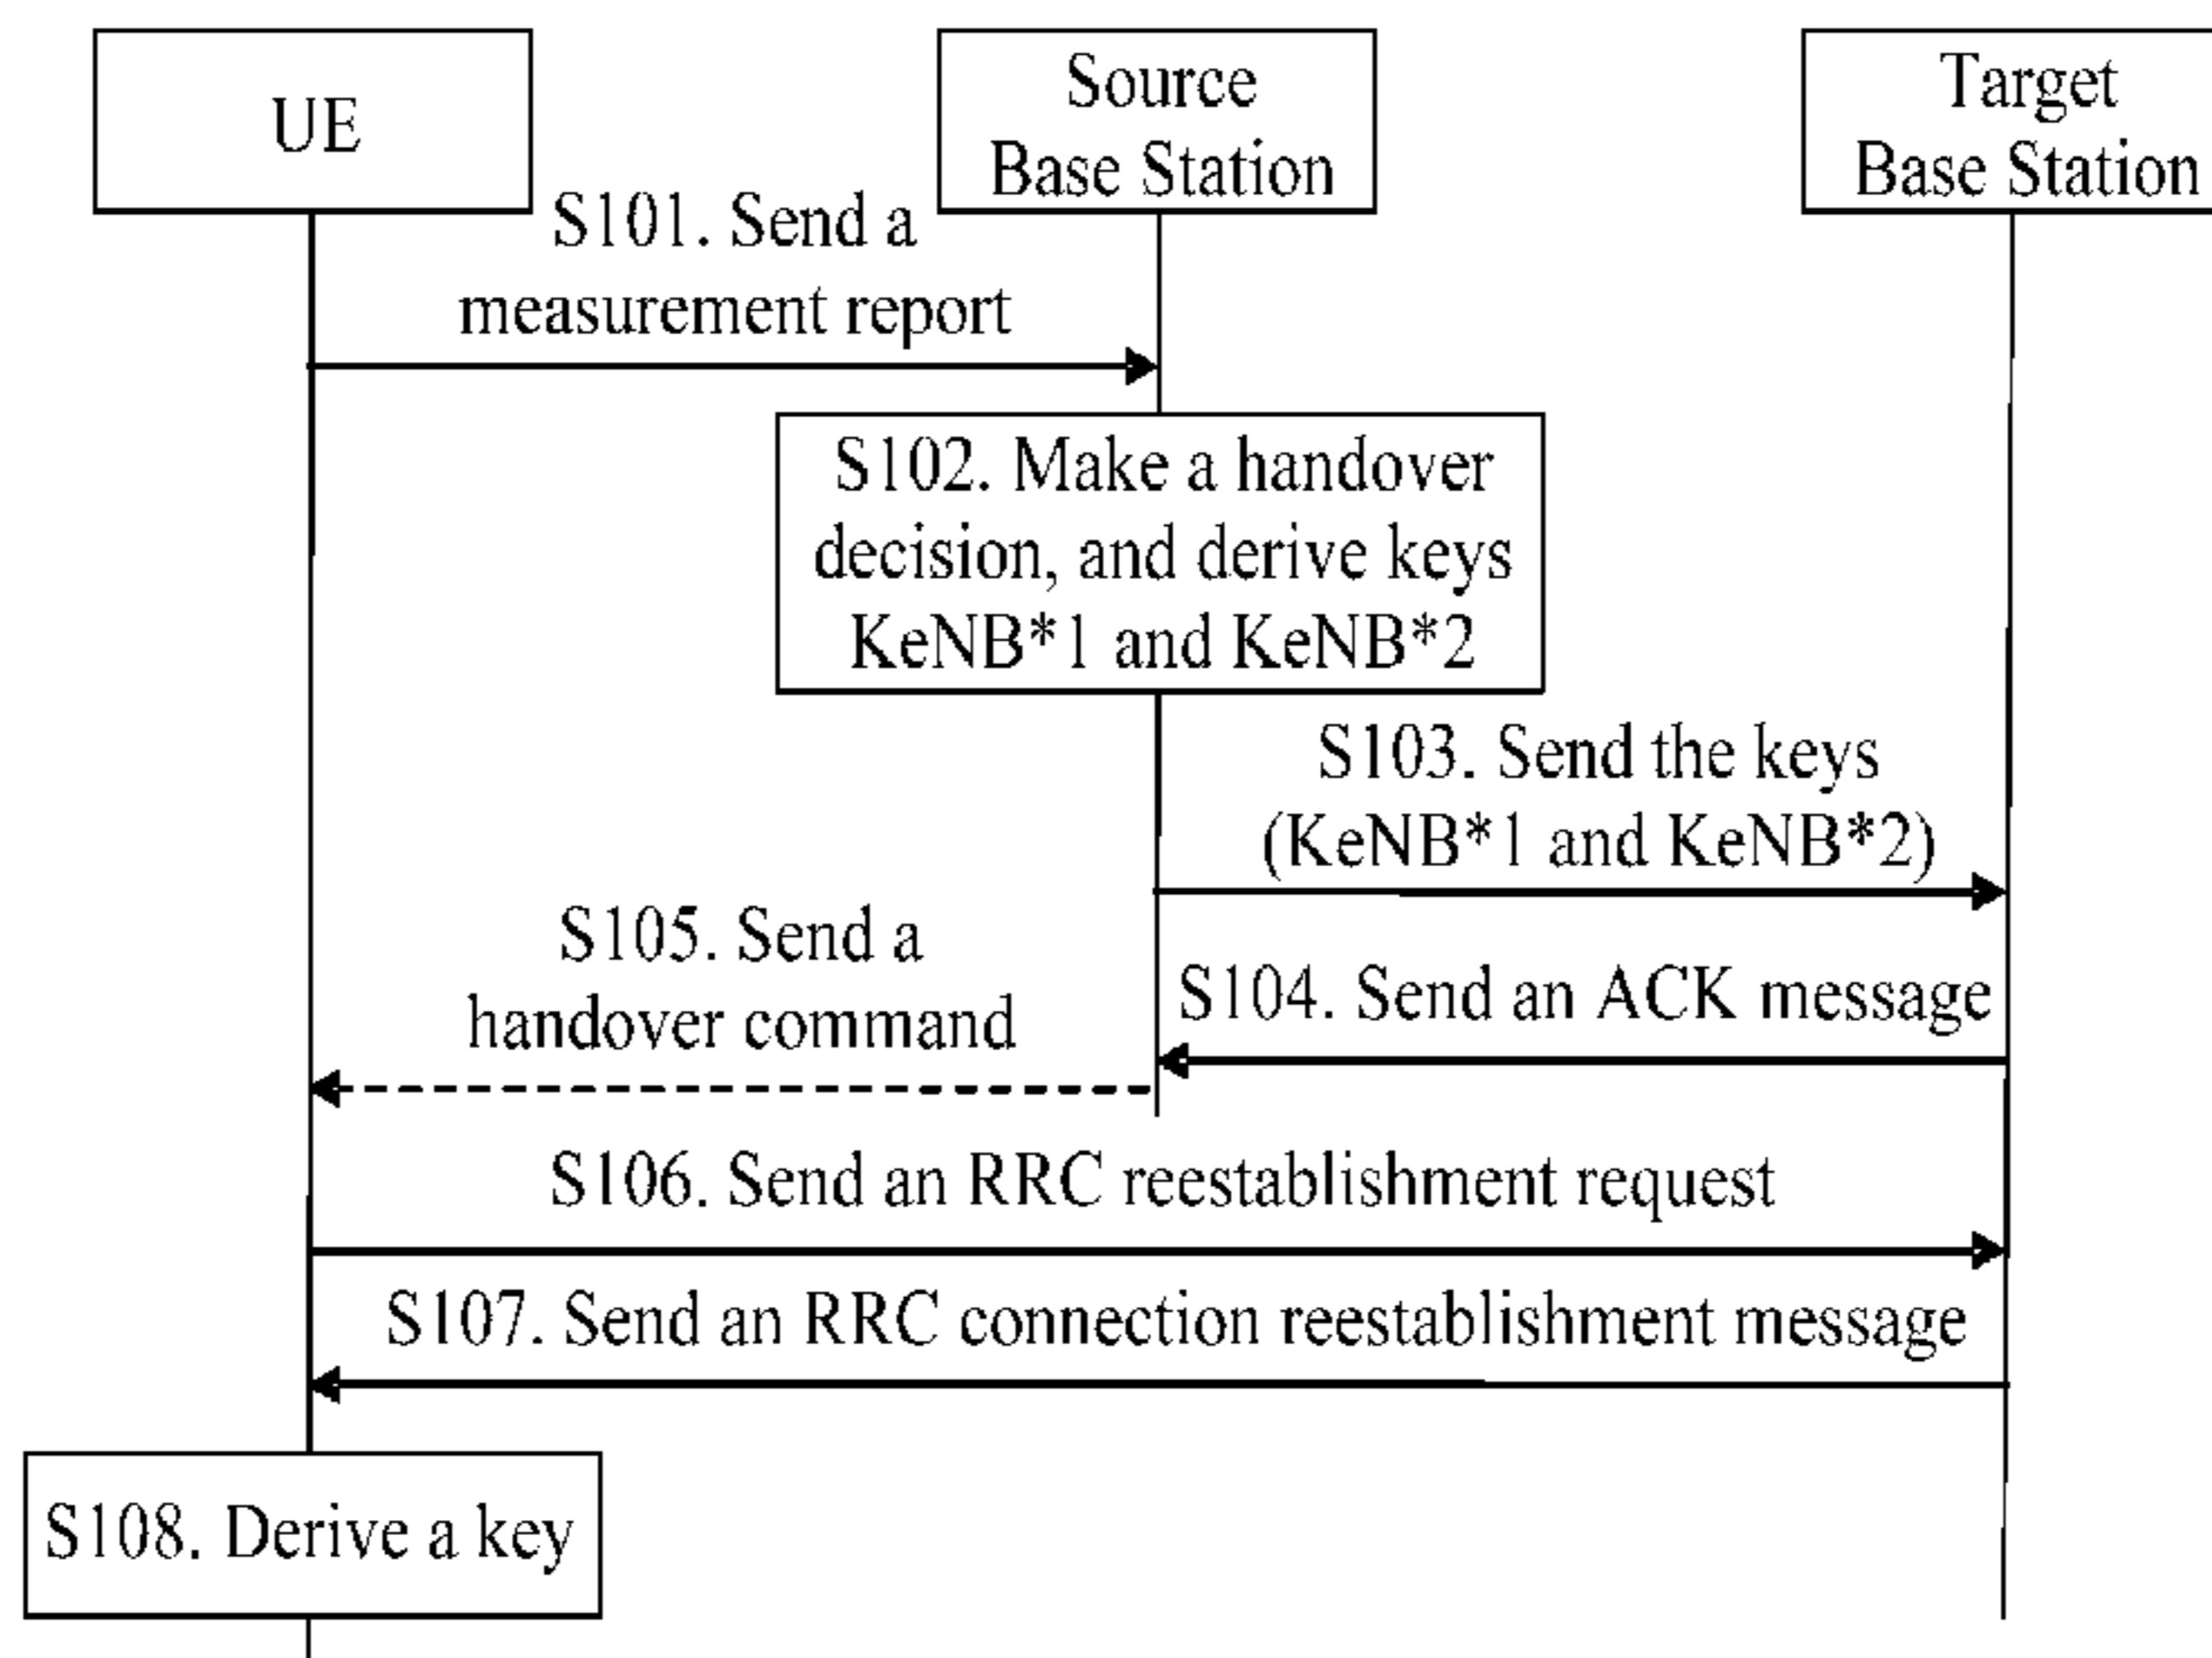 UE
Source
Base Station
Target
Base Station
S101. Send a
measurement report
S102. Make a handover
decision, and derive keys
KeNB*1 and KeNB*2
S103. Send the keys
(KeNB*1 and KeNB*2)
S105. Send a
handover command
S104. Send an ACK message
S106. Send an RRC reestablishment request
S107. Send an RRC connection reestablishment message
S108. Derive a key